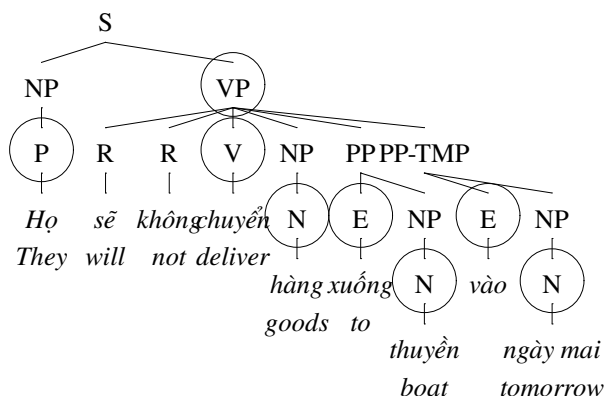 S
NP VP
P R R V NP PP PP-TMP
Họ sẽ không chuyển N E NP E NP
They will not deliver
hàng xuống N vào N
goods to
thuyền ngày mai
boat tomorrow